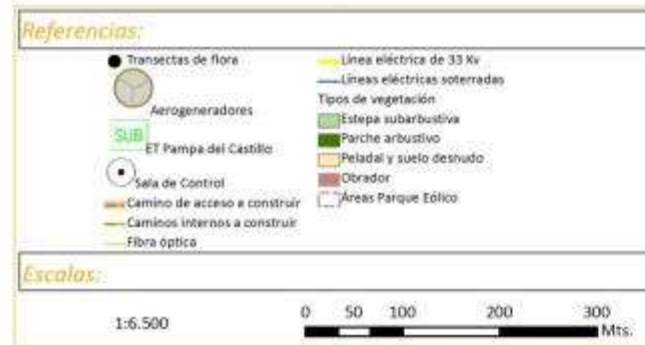 Referencias:
Transectas de flora
Aerogeneradores
SUB
ET Pampa del Castillo
Sala de Control
Camino de acceso a construir
Caminos internos a construir
Fibra óptica
Línea eléctrica de 33 Kv
Líneas eléctricas soterradas
Tipos de vegetación
Estepa subarbustiva
Parche arbustivo
Peladal y suelo desnudo
Obrador
Áreas Parque Eólico
Escalas:
1:6.500
0 50 100 200 300
Mts.